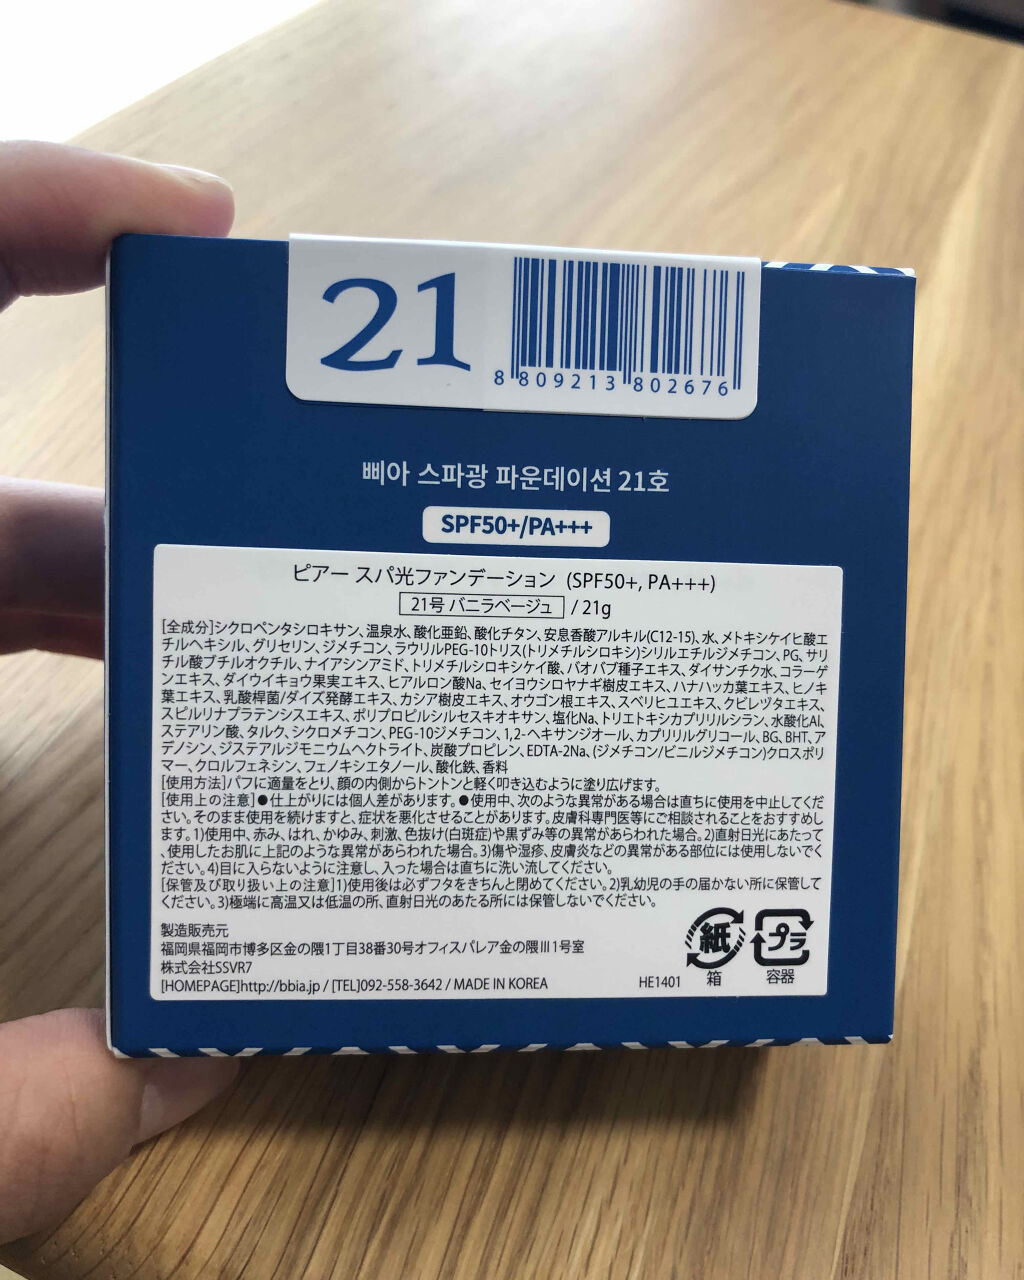 21
8 809213 802676
삐아 스파광 파운데이션 21호
SPF50+/PA+++
ピアー スパ光ファンデーション (SPF50+, PA+++)
21号 バニラベージュ / 21g
[全成分]シクロペンタシロキサン、温泉水、酸化亜鉛、酸化チタン、安息香酸アルキル(C12-15)、水、メトキシケイヒ酸エ
チルヘキシル、グリセリン、ジメチコン、ラウリルPEG-10トリス(トリメチルシロキシ)シリルエチルジメチコン、PG、サリ
チル酸ブチルオクチル、ナイアシンアミド、トリメチルシロキシケイ酸、バオバブ種子エキス、ダイサンチク水、コラーゲ
ンエキス、ダイウイキョウ果実エキス、ヒアルロン酸Na、セイヨウシロヤナギ樹皮エキス、ハナハッカ葉エキス、ヒノキ
葉エキス、乳酸桿菌/ダイズ発酵エキス、カシア樹皮エキス、オウゴン根エキス、スベリヒユエキス、クビレヅタエキス、
スピルリナプラテンシスエキス、ポリプロピルシルセスキオキサン、塩化Na、トリエトキシカプリリルシラン、水酸化Al、
ステアリン酸、タルク、シクロメチコン、PEG-10ジメチコン、1,2-ヘキサンジオール、カプリリルグリコール、BG、BHT、ア
デノシン、ジステアルジモニウムヘクトライト、炭酸プロピレン、EDTA-2Na、(ジメチコン/ビニルジメチコン)クロスポリ
マー、クロルフェネシン、フェノキシエタノール、酸化鉄、香料
[使用方法]パフに適量をとり、顔の内側からトントンと軽く叩き込むように塗り広げます。
[使用上の注意]●仕上がりには個人差があります。●使用中、次のような異常がある場合は直ちに使用を中止してくだ
さい。そのまま使用を続けますと、症状を悪化させることがあります。皮膚科専門医等にご相談されることをおすすめし
ます。1)使用中、赤み、はれ、かゆみ、刺激、色抜け(白斑症)や黒ずみ等の異常があらわれた場合。2)直射日光にあたって
、使用したお肌に上記のような異常があらわれた場合。3)傷や湿疹、皮膚炎などの異常がある部位には使用しないでく
ださい。4)目に入らないように注意し、入った場合は直ちに洗い流してください。
[保管及び取り扱い上の注意]1)使用後は必ずフタをきちんと閉めてください。2)乳幼児の手の届かない所に保管して
ください。3)極端に高温又は低温の所、直射日光のあたる所には保管しないでください。
製造販売元
福岡県福岡市博多区金の隈1丁目38番30号オフィスパレア金の隈Ⅲ1号室
株式会社SSVR7
[HOMEPAGE]http://bbia.jp / [TEL]092-558-3642 / MADE IN KOREA
HE1401
紙
箱
プラ
容器